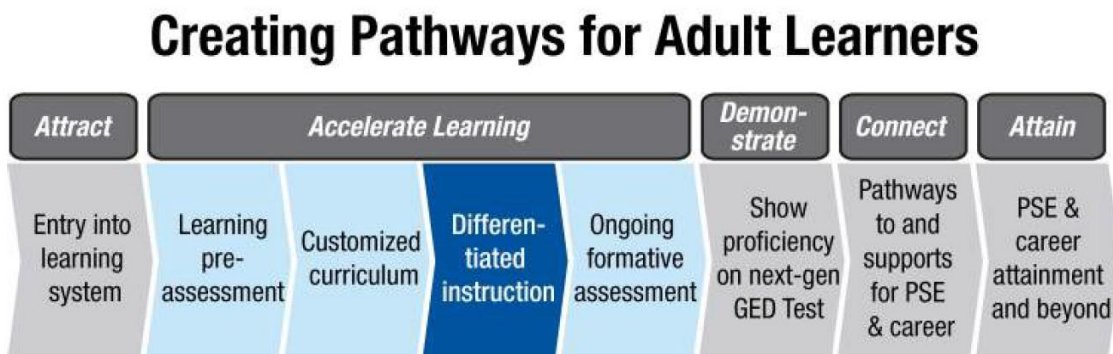 Creating Pathways for Adult Learners
Attract
Accelerate Learning
Demon-
strate
Connect
Attain
Entry into
learning
system
Learning
pre-
assessment
Customized
curriculum
Differen-
tiated
instruction
Ongoing
formative
assessment
Show
proficiency
on next-gen
GED Test
Pathways
to and
supports
for PSE
& career
PSE &
career
attainment
and beyond